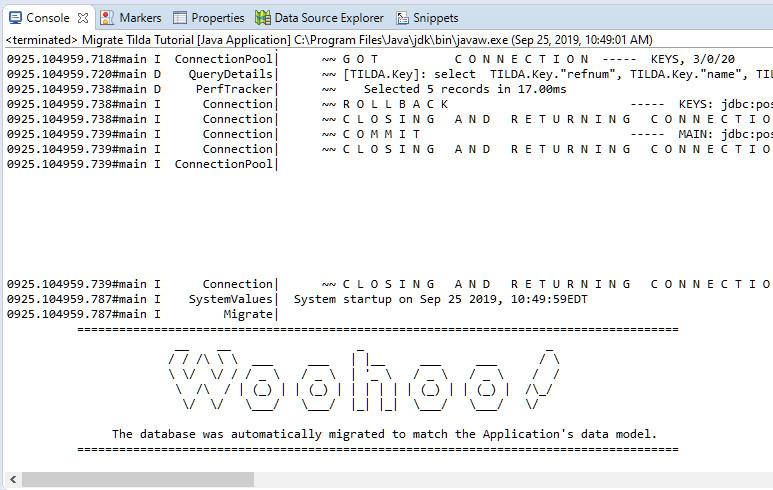 Console Markers Properties Data Source Explorer Snippets
<terminated> Migrate Tilda Tutorial [Java Application] C:\Program Files\Java\jdk\bin\javaw.exe (Sep 25, 2019, 10:49:01 AM)
0925.104959.718#main I ConnectionPool| ~~ G O T C O N N E C T I O N ----- KEYS, 3/0/20
0925.104959.720#main D QueryDetails| ~~ [TILDA.Key]: select TILDA.Key."refnum", TILDA.Key."name", TI
0925.104959.738#main D PerfTracker| ~~ Selected 5 records in 17.00ms
0925.104959.738#main I Connection| ~~ R O L L B A C K ----- KEYS: jdbc:pos
0925.104959.738#main I Connection| ~~ C L O S I N G A N D R E T U R N I N G C O N N E C T I O
0925.104959.739#main I Connection| ~~ C O M M I T ----- MAIN: jdbc:pos
0925.104959.739#main I Connection| ~~ C L O S I N G A N D R E T U R N I N G C O N N E C T I O
0925.104959.739#main I ConnectionPool|
0925.104959.739#main I Connection| ~~ C L O S I N G A N D R E T U R N I N G C O N N E C T I O
0925.104959.787#main I SystemValues| System startup on Sep 25 2019, 10:49:59EDT
0925.104959.787#main I Migrate|
Woohoo!
The database was automatically migrated to match the Application's data model.